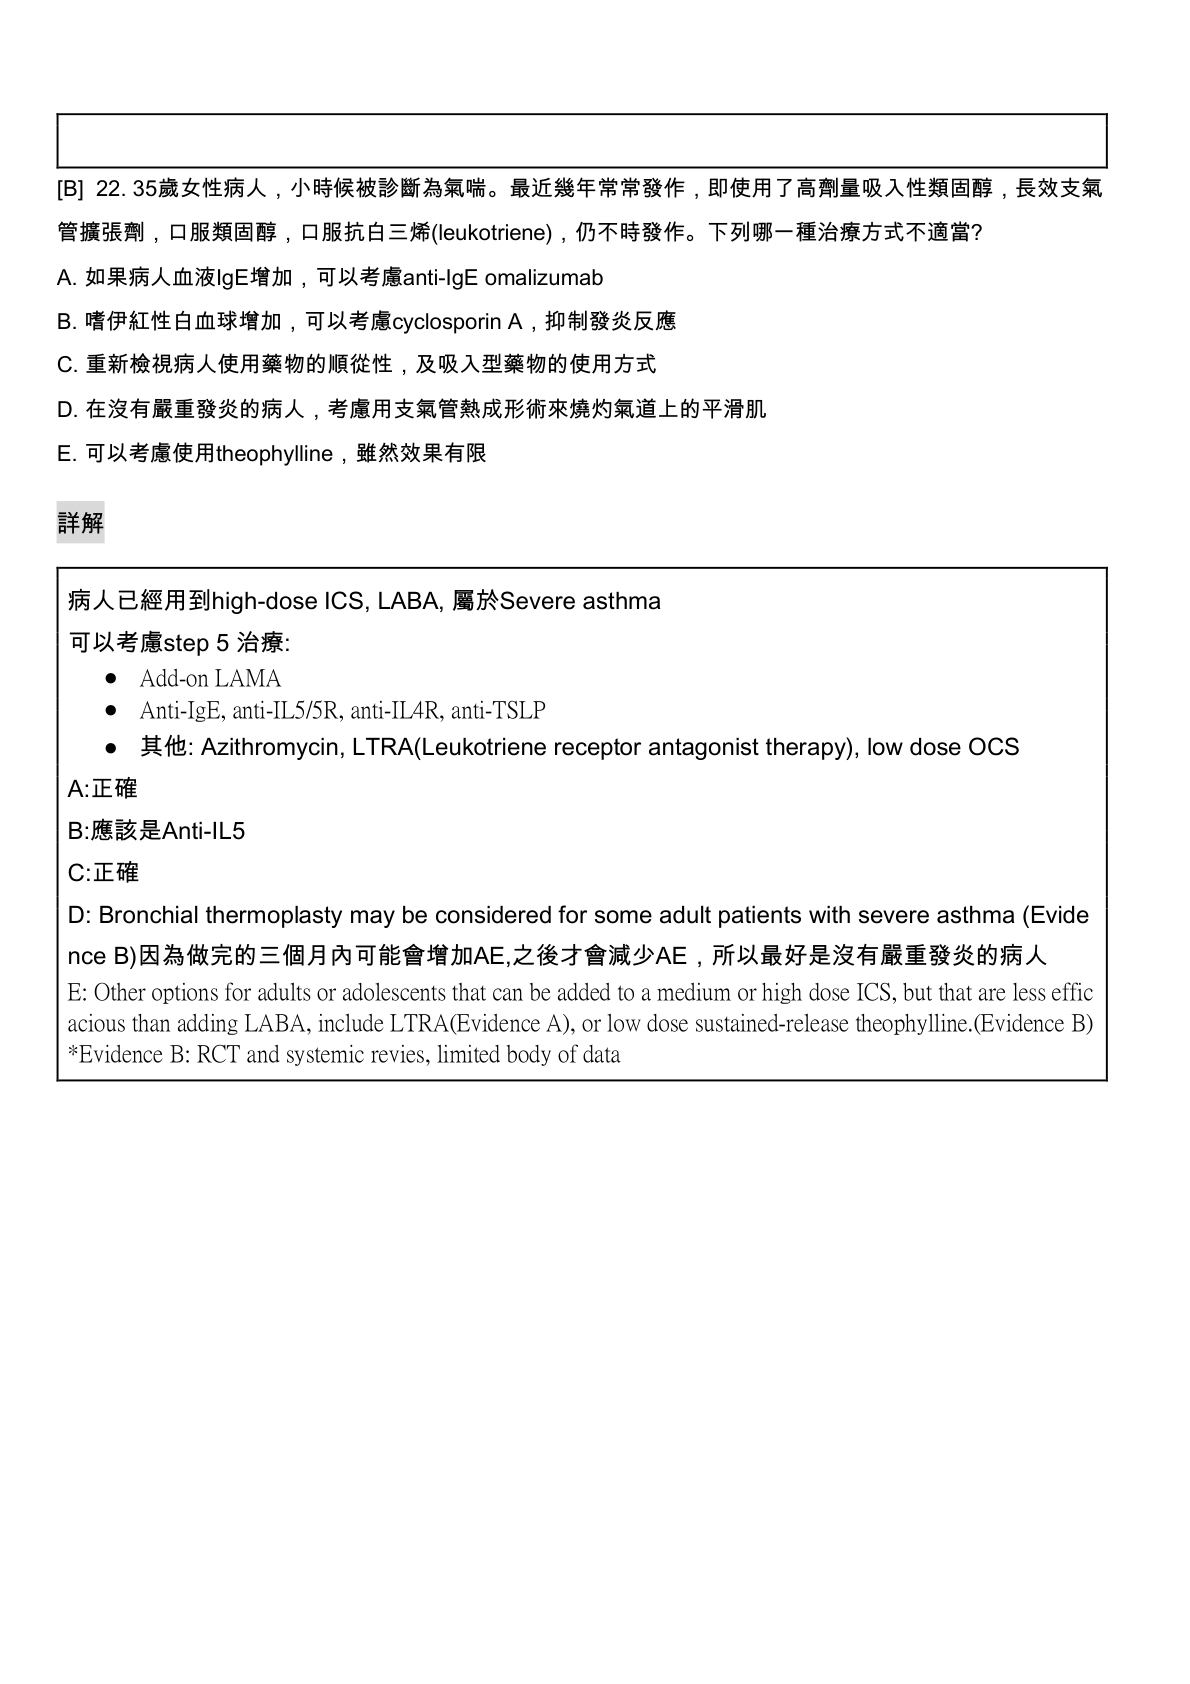 [B]  22. 35歲女性病人，小時候被診斷為氣喘。最近幾年常常發作，即使用了高劑量吸入性類固醇，長效支氣
管擴張劑，口服類固醇，口服抗白三烯(leukotriene)，仍不時發作。下列哪一種治療方式不適當?
A. 如果病人血液IgE增加，可以考慮anti-IgE omalizumab
B. 嗜伊紅性白血球增加，可以考慮cyclosporin A，抑制發炎反應
C. 重新檢視病人使用藥物的順從性，及吸入型藥物的使用方式
D. 在沒有嚴重發炎的病人，考慮用支氣管熱成形術來燒灼氣道上的平滑肌
E. 可以考慮使用theophylline，雖然效果有限
詳解
病人已經用到high-dose ICS, LABA, 屬於Severe asthma
可以考慮step 5 治療:
● Add-on LAMA
● Anti-IgE, anti-IL5/5R, anti-IL4R, anti-TSLP
● 其他: Azithromycin, LTRA(Leukotriene receptor antagonist therapy), low dose OCS
A:正確
B:應該是Anti-IL5
C:正確
D: Bronchial thermoplasty may be considered for some adult patients with severe asthma (Evide
nce B)因為做完的三個月內可能會增加AE,之後才會減少AE，所以最好是沒有嚴重發炎的病人
E: Other options for adults or adolescents that can be added to a medium or high dose ICS, but that are less effic
acious than adding LABA, include LTRA(Evidence A), or low dose sustained-release theophylline.(Evidence B)
*Evidence B: RCT and systemic revies, limited body of data